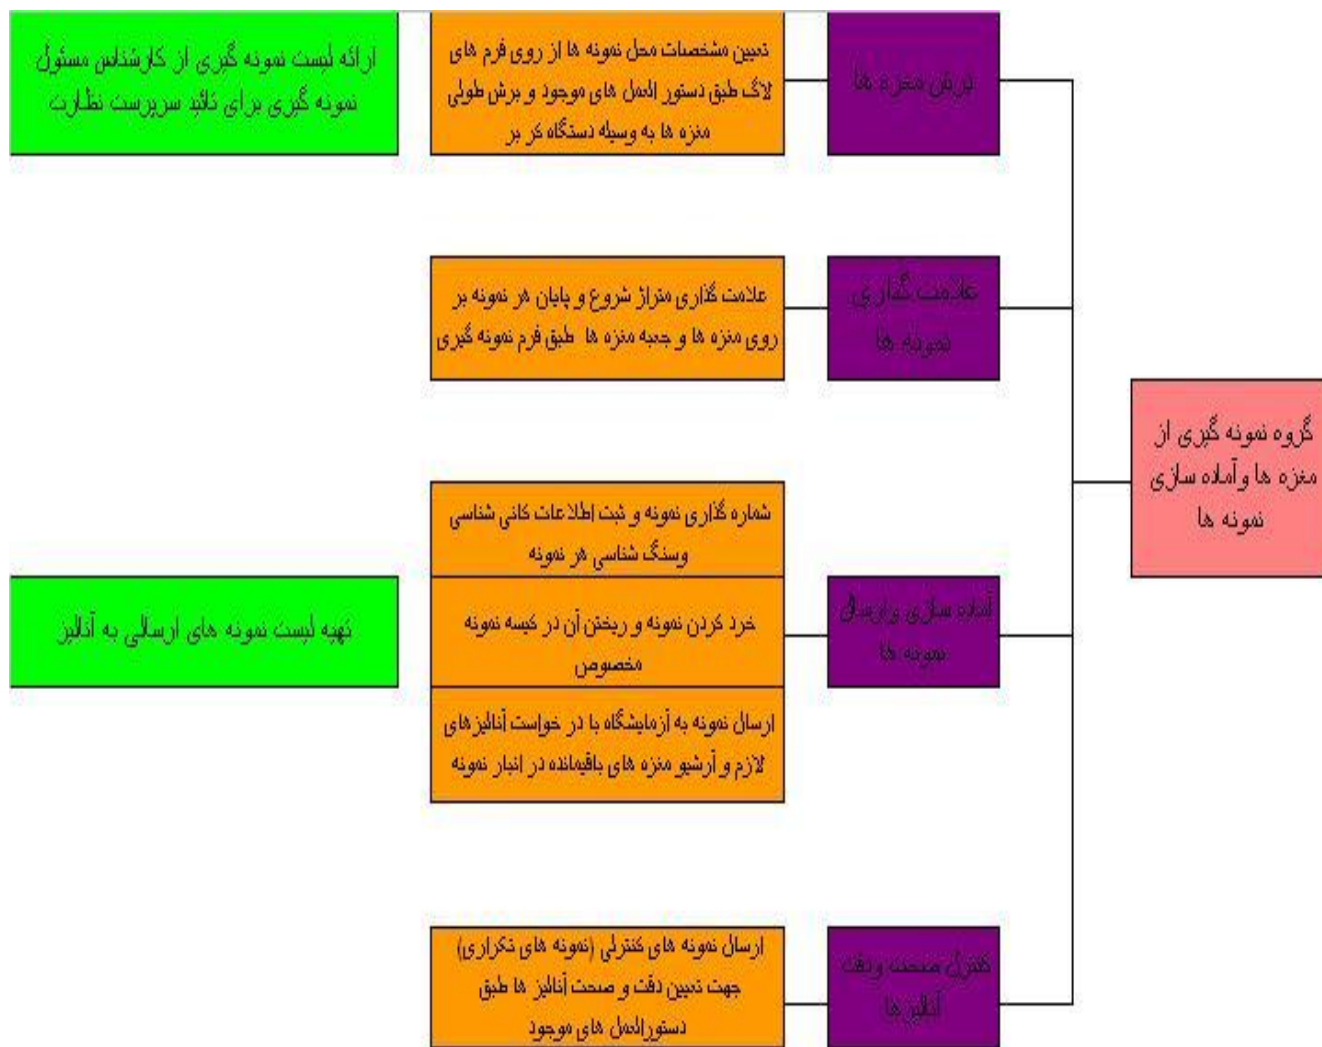 گروه نمونه گیری از
مغزه ها وآماده سازی
نمونه ها
برش مغزه ها
تعیین مشخصات محل نمونه ها از روی فرم های
لاگ طبق دستور العمل های موجود و برش طولی
مغزه ها به وسیله دستگاه کر بر
ارائه لیست نمونه گیری از کارشناس مسئول
نمونه گیری برای تائید سرپرست نظارت
علامت گذاری
نمونه ها
علامت گذاری متراژ شروع و پایان هر نمونه بر
روی مغزه ها و جعبه مغزه ها طبق فرم نمونه گیری
آماده سازی وارسال
نمونه ها
شماره گذاری نمونه و ثبت اطلاعات کانی شناسی
وسنگ شناسی هر نمونه
خرد کردن نمونه و ریختن آن در کیسه نمونه
مخصوص
ارسال نمونه به آزمایشگاه با در خواست آنالیزهای
لازم و آرشیو مغزه های باقیمانده در انبار نمونه
تهیه لیست نمونه های ارسالی به آنالیز
کنترل صحت ودقت
آنالیزها
ارسال نمونه های کنترلی (نمونه های تکراری)
جهت تعیین دقت و صحت آنالیز ها طبق
دستورالعمل های موجود